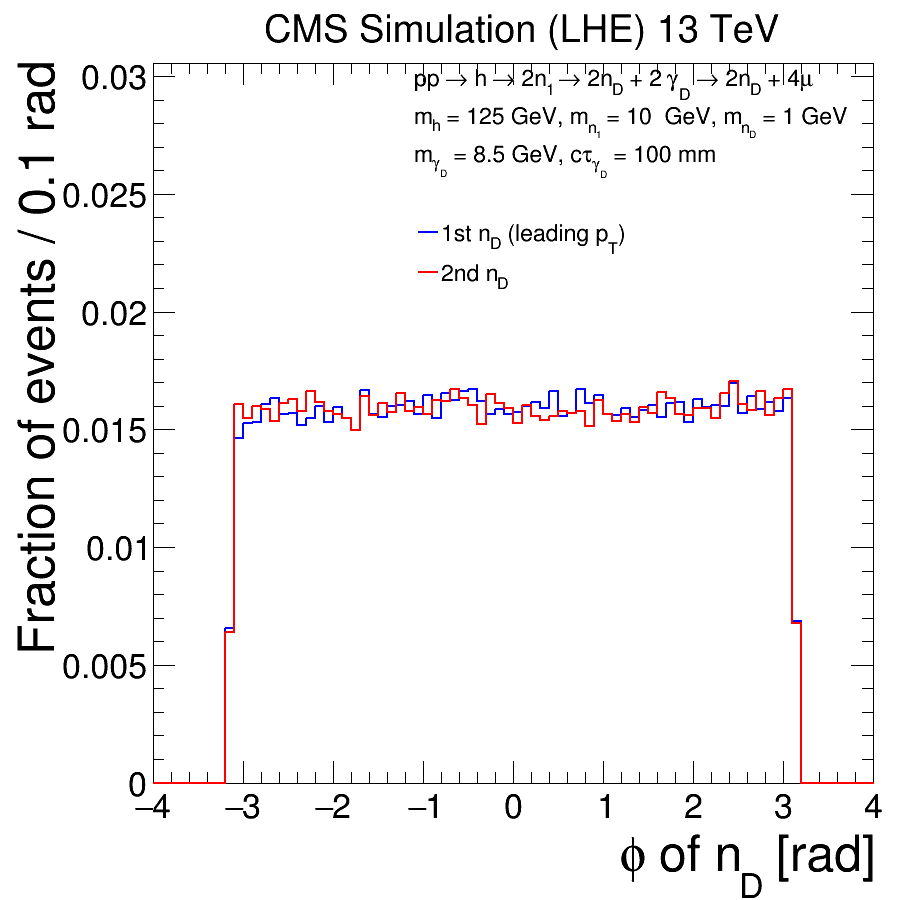 CMS Simulation (LHE) 13 TeV
pp → h → 2n1 → 2nD + 2 γD → 2nD + 4μ
mh = 125 GeV, mn1 = 10 GeV, mnD = 1 GeV
mγD = 8.5 GeV, cτγD = 100 mm
1st nD (leading pT)
2nd nD
Fraction of events / 0.1 rad
0.03
0.025
0.02
0.015
0.01
0.005
0
−4 −3 −2 −1 0 1 2 3 4
ϕ of nD [rad]